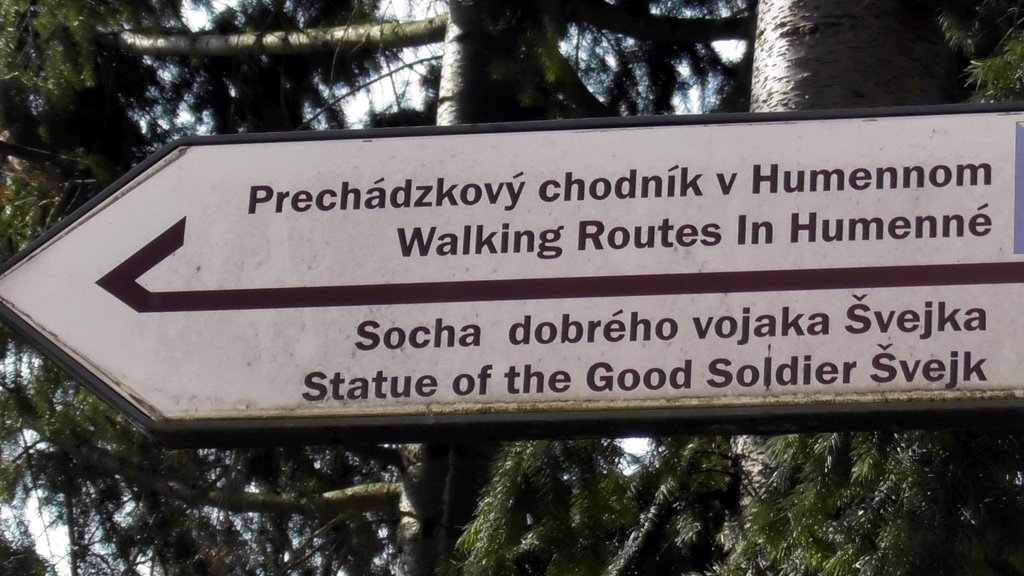 Prechádzkový chodník v Humennom
Walking Routes In Humenné
Socha dobrého vojaka Švejka
Statue of the Good Soldier Švejk